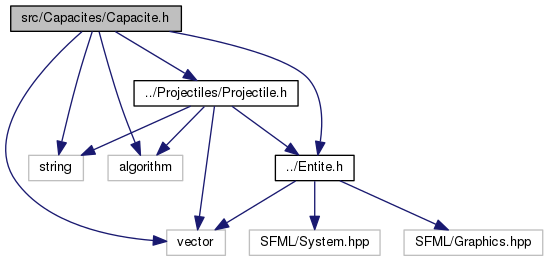 src/Capacites/Capacite.h
../Projectiles/Projectile.h
string
algorithm
../Entite.h
vector
SFML/System.hpp
SFML/Graphics.hpp